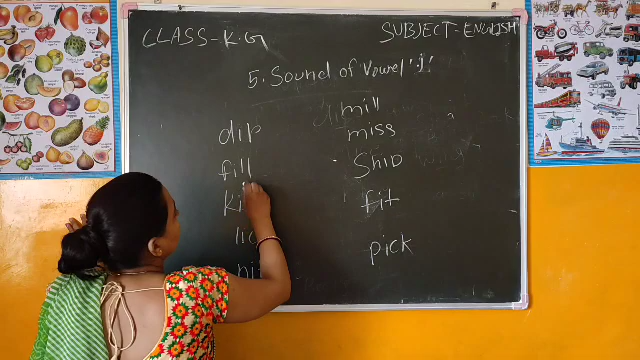 CLASS-K.G
SUBJECT-ENGLISH
5. Sound of Vowel 'i'
mill
dip
miss
fill
Ship
fit
pick